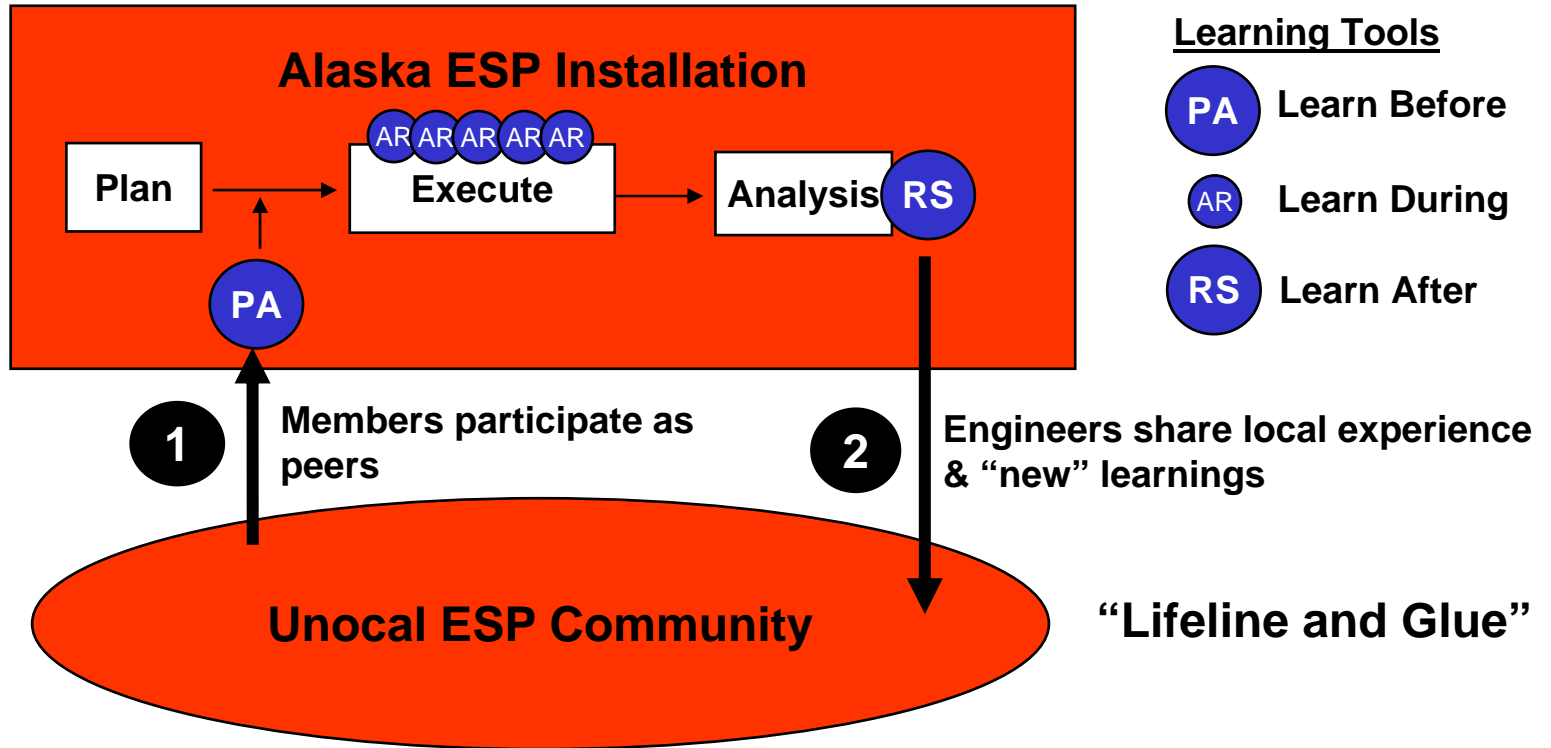 Alaska ESP Installation
AR AR AR AR AR
Plan
Execute
Analysis
RS
PA
Learning Tools
PA Learn Before
AR Learn During
RS Learn After
1
Members participate as
peers
2
Engineers share local experience
& “new” learnings
Unocal ESP Community
“Lifeline and Glue”